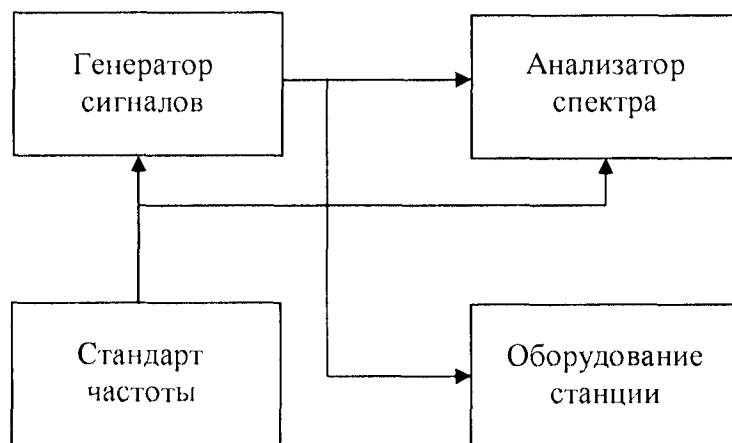 Генератор
сигналов
Анализатор
спектра
Стандарт
частоты
Оборудование
станции